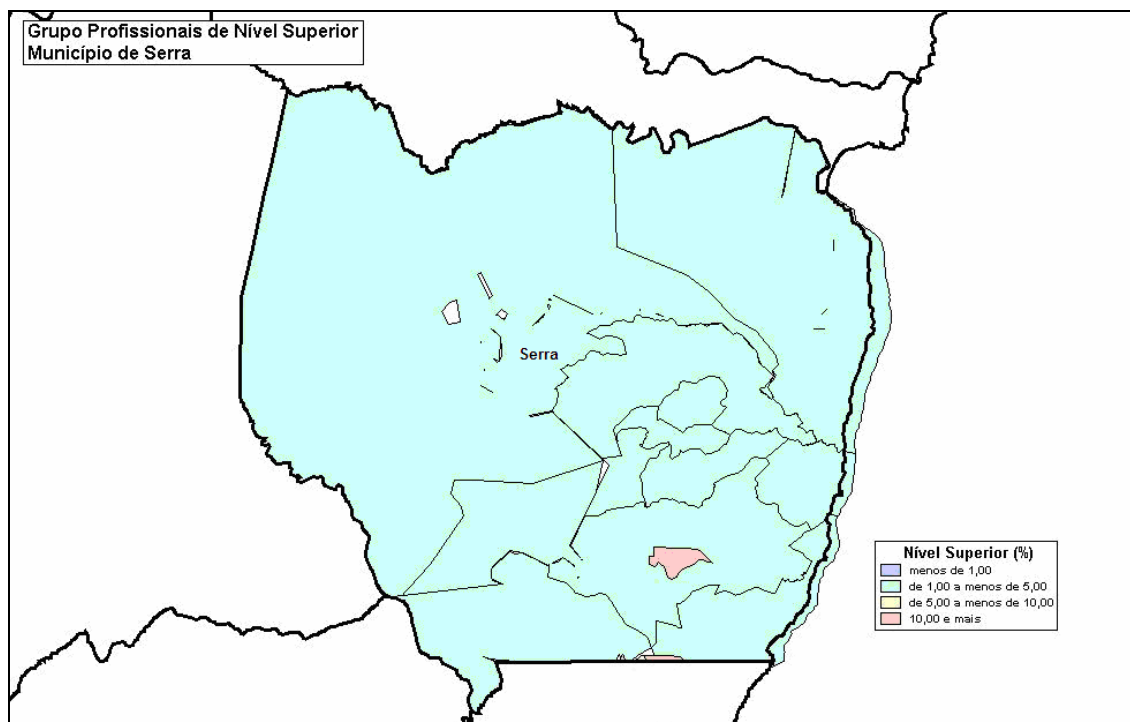 Grupo Profissionais de Nível Superior
Município de Serra
Serra
Nível Superior (%)
menos de 1,00
de 1,00 a menos de 5,00
de 5,00 a menos de 10,00
10,00 e mais